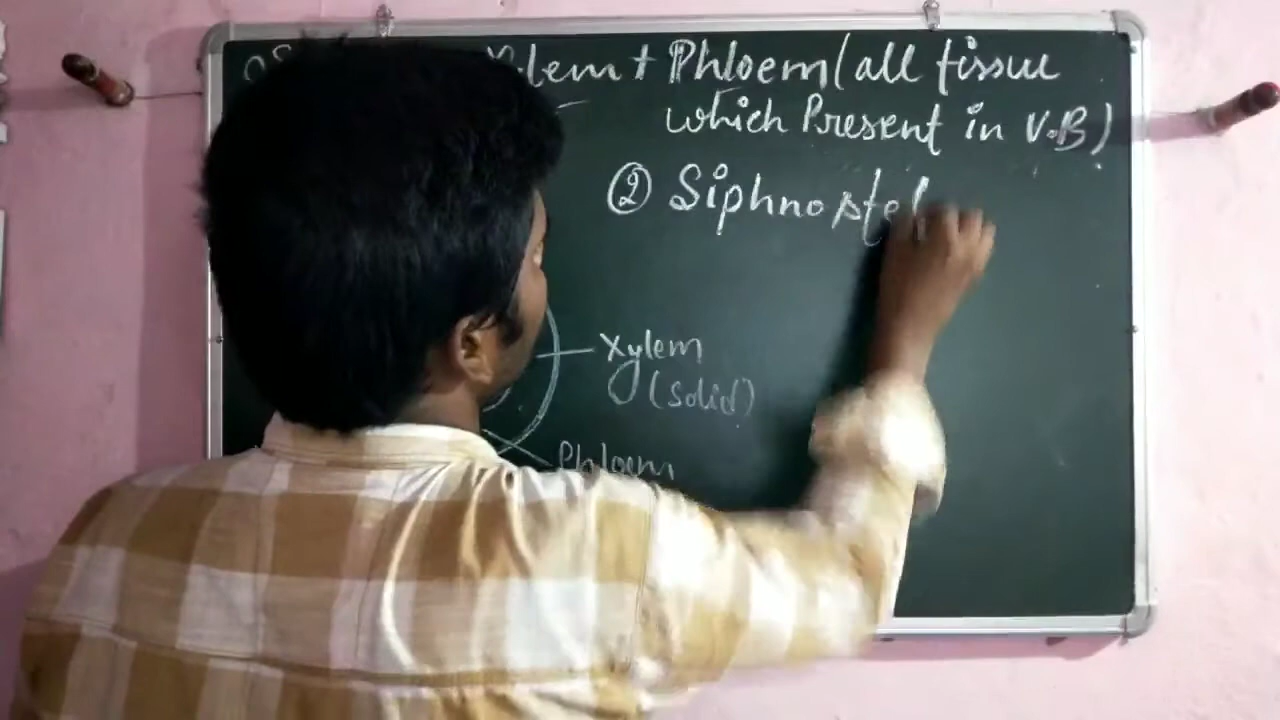 Xylem + Phloem (all tissue
which Present in V.B)
② Siphnostel
Xylem
(solid)
Phloem